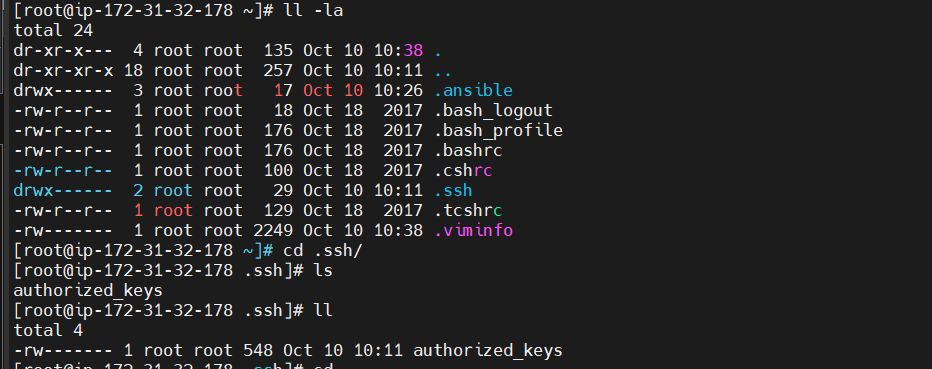 [root@ip-172-31-32-178 ~]# ll -la
total 24
dr-xr-x---  4 root root  135 Oct 10 10:38 .
dr-xr-xr-x 18 root root  257 Oct 10 10:11 ..
drwx------  3 root root   17 Oct 10 10:26 .ansible
-rw-r--r--  1 root root   18 Oct 18  2017 .bash_logout
-rw-r--r--  1 root root  176 Oct 18  2017 .bash_profile
-rw-r--r--  1 root root  176 Oct 18  2017 .bashrc
-rw-r--r--  1 root root  100 Oct 18  2017 .cshrc
drwx------  2 root root   29 Oct 10 10:11 .ssh
-rw-r--r--  1 root root  129 Oct 18  2017 .tcshrc
-rw-------  1 root root 2249 Oct 10 10:38 .viminfo
[root@ip-172-31-32-178 ~]# cd .ssh/
[root@ip-172-31-32-178 .ssh]# ls
authorized_keys
[root@ip-172-31-32-178 .ssh]# ll
total 4
-rw------- 1 root root 548 Oct 10 10:11 authorized_keys
[root@ip-172-31-32-178 .ssh]# cd